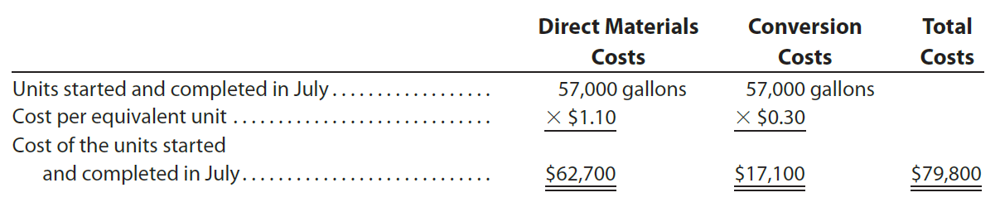 Direct Materials Conversion Total
Costs Costs Costs
Units started and completed in July . . . . . . . . . . . . . . . . . . . 57,000 gallons 57,000 gallons
Cost per equivalent unit . . . . . . . . . . . . . . . . . . . . . . . . . . . . . . × $1.10 × $0.30
Cost of the units started
and completed in July . . . . . . . . . . . . . . . . . . . . . . . . . . . . . $62,700 $17,100 $79,800